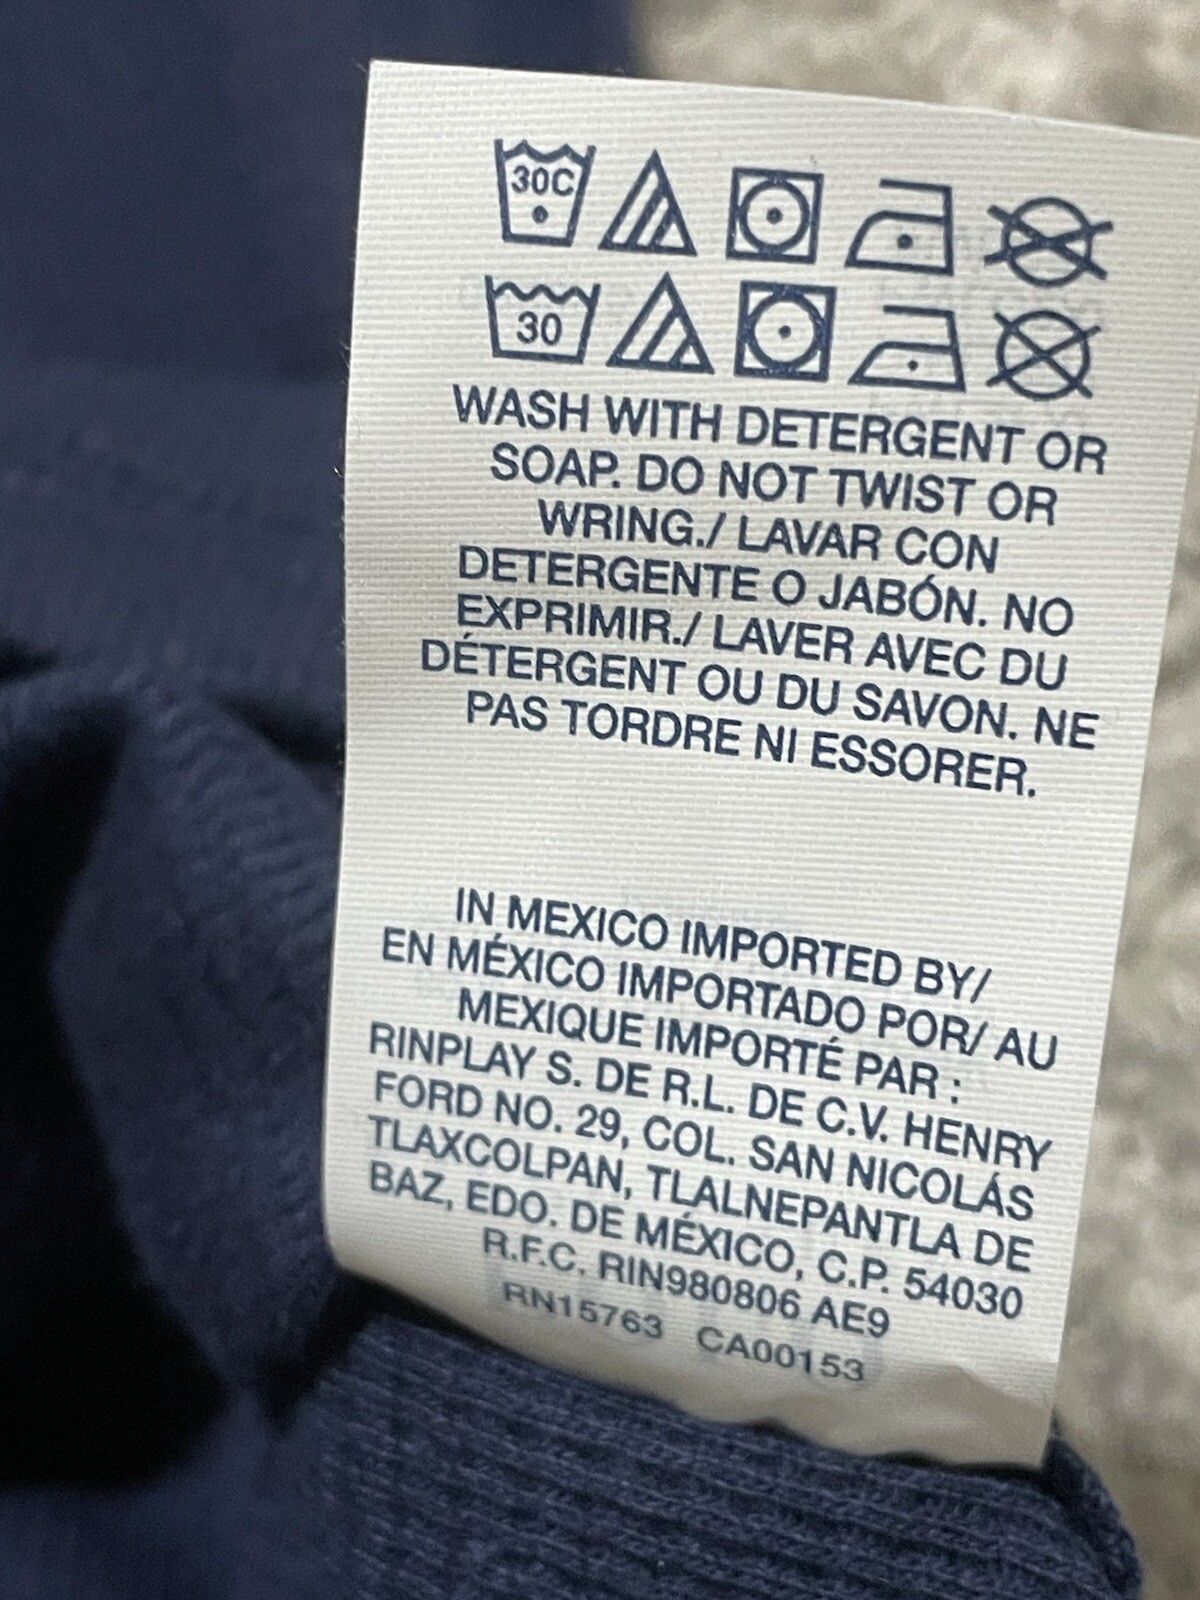 30C
30
WASH WITH DETERGENT OR
SOAP. DO NOT TWIST OR
WRING./ LAVAR CON
DETERGENTE O JABÓN. NO
EXPRIMIR./ LAVER AVEC DU
DÉTERGENT OU DU SAVON. NE
PAS TORDRE NI ESSORER.
IN MEXICO IMPORTED BY/
EN MÉXICO IMPORTADO POR/ AU
MEXIQUE IMPORTÉ PAR :
RINPLAY S. DE R.L. DE C.V. HENRY
FORD NO. 29, COL. SAN NICOLÁS
TLAXCOLPAN, TLALNEPANTLA DE
BAZ, EDO. DE MÉXICO, C.P. 54030
R.F.C. RIN980806 AE9
RN15763 CA00153